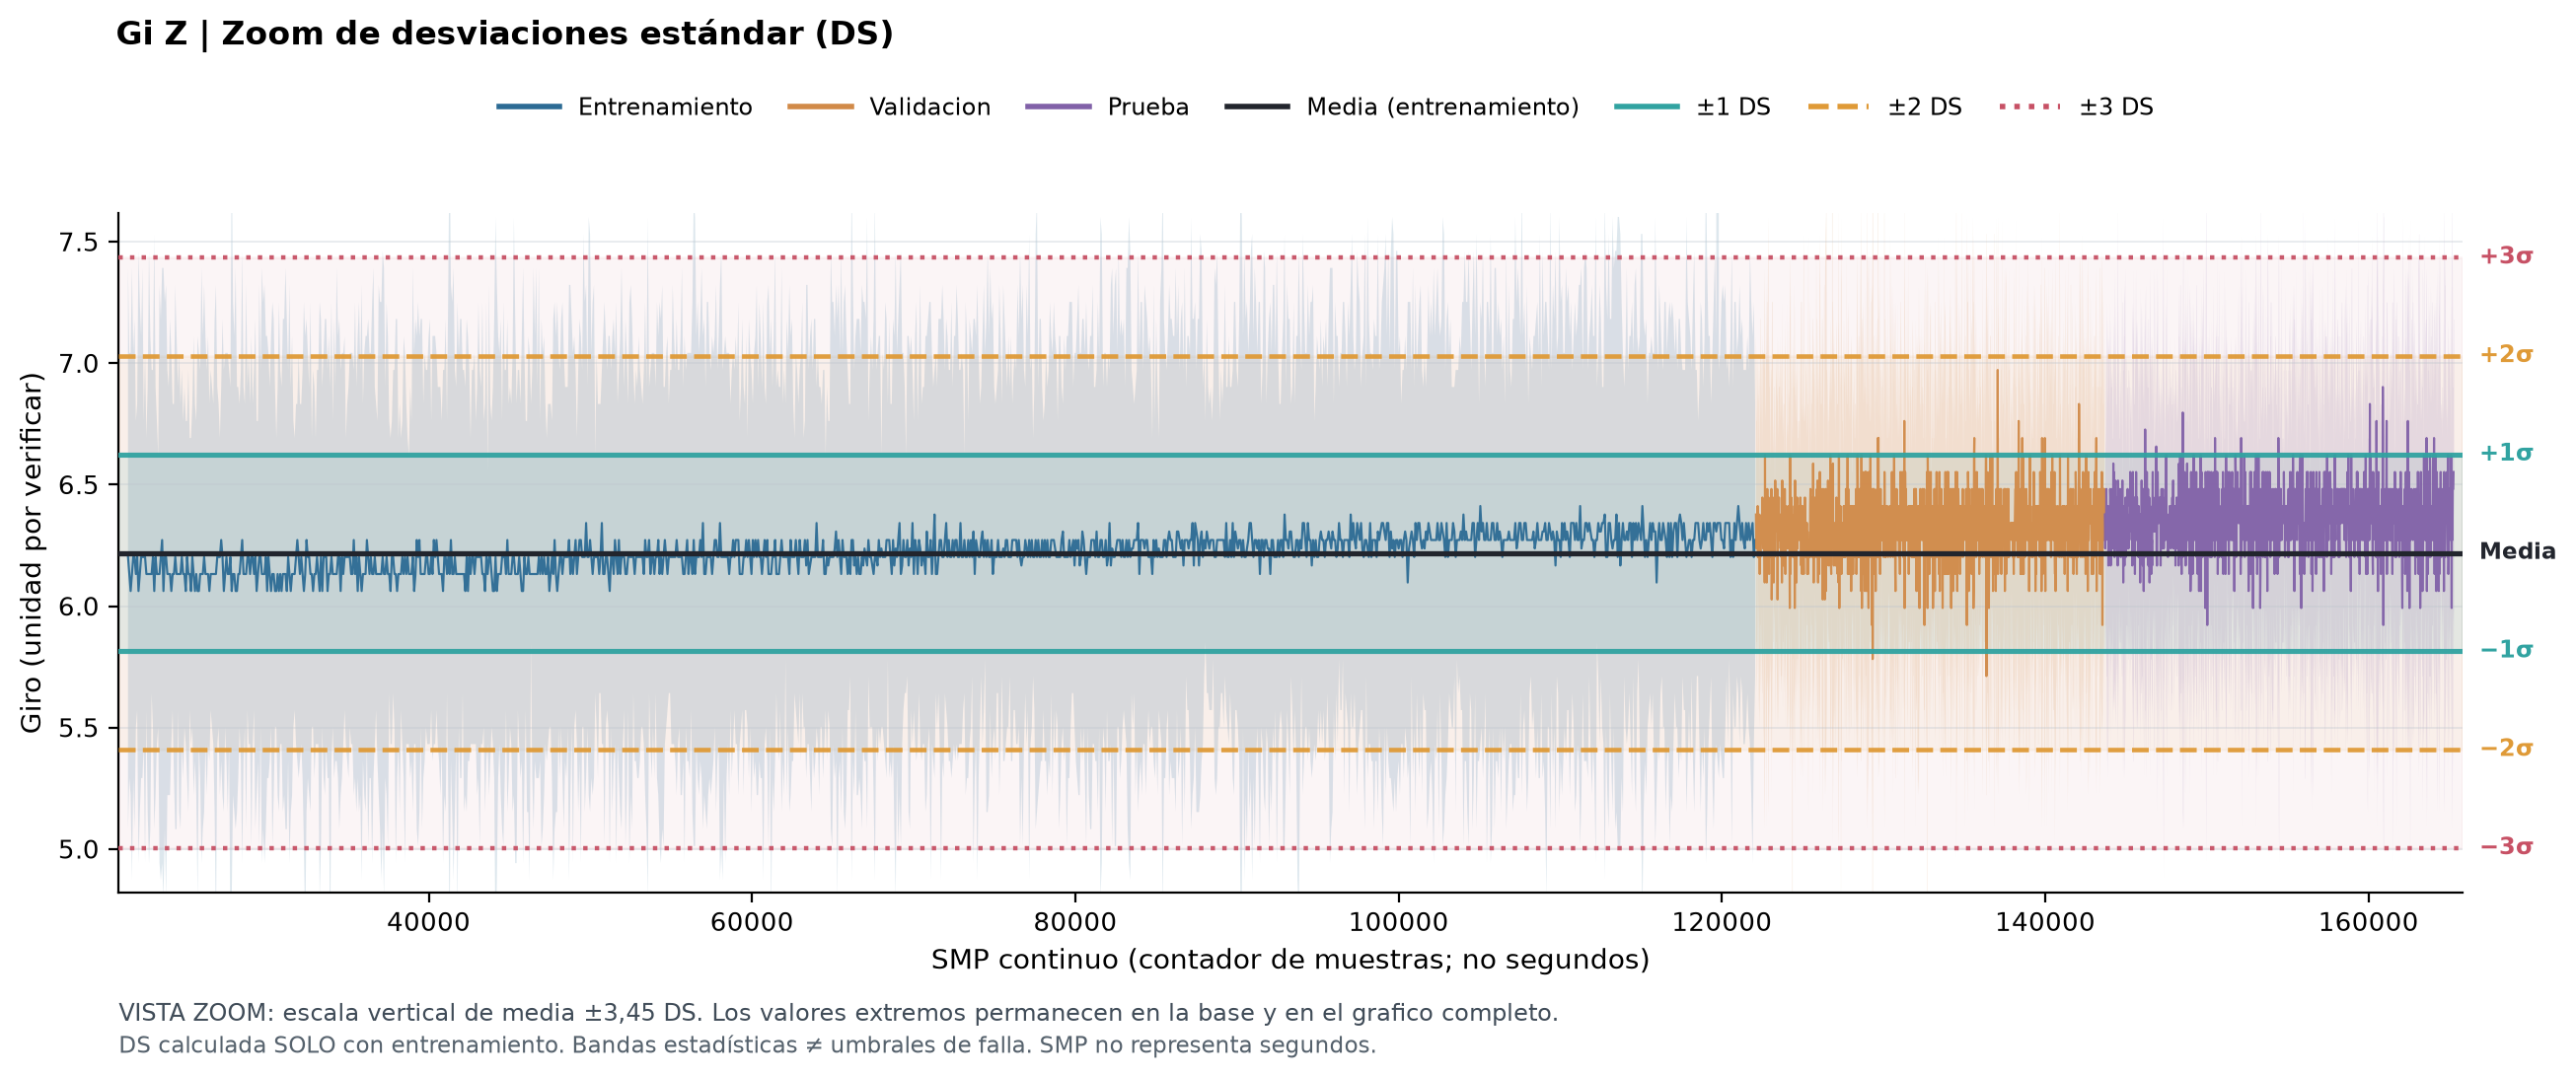 Gi Z | Zoom de desviaciones estándar (DS)
Entrenamiento Validacion Prueba Media (entrenamiento) ±1 DS ±2 DS ±3 DS
Giro (unidad por verificar)
7.5
7.0
6.5
6.0
5.5
5.0
+3σ
+2σ
+1σ
Media
−1σ
−2σ
−3σ
40000 60000 80000 100000 120000 140000 160000
SMP continuo (contador de muestras; no segundos)
VISTA ZOOM: escala vertical de media ±3,45 DS. Los valores extremos permanecen en la base y en el grafico completo.
DS calculada SOLO con entrenamiento. Bandas estadísticas ≠ umbrales de falla. SMP no representa segundos.